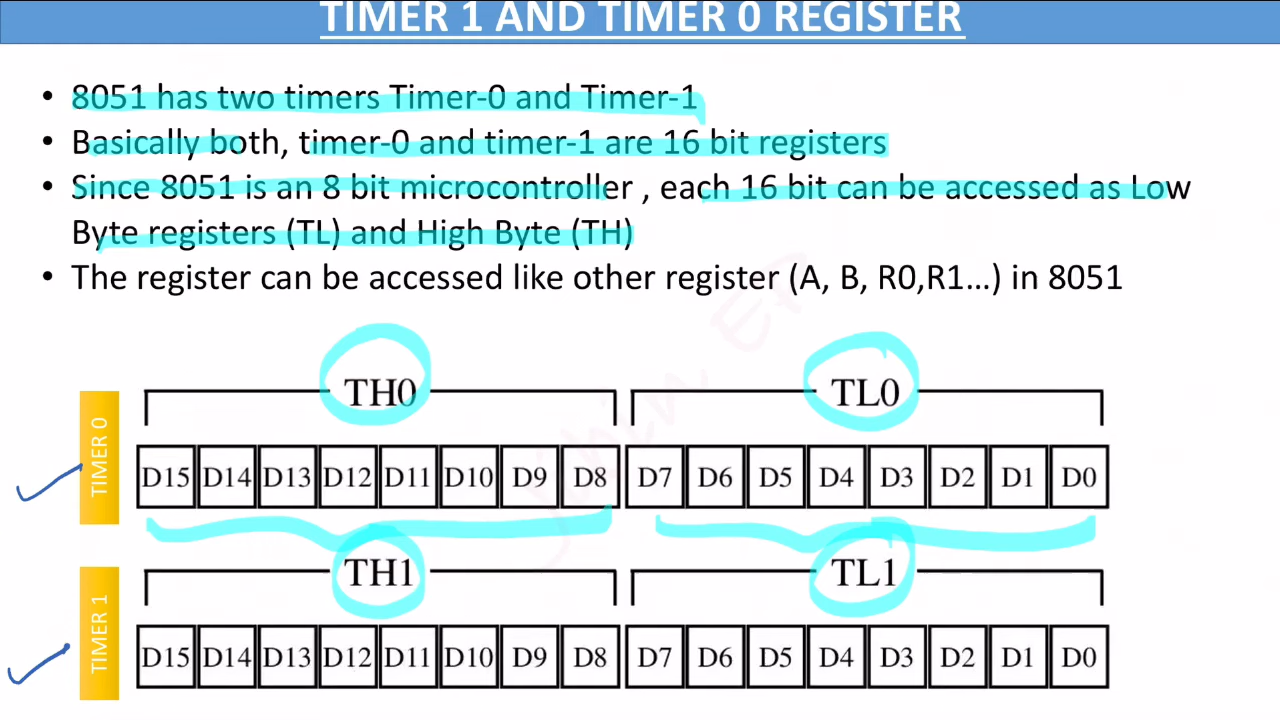 TIMER 1 AND TIMER 0 REGISTER
• 8051 has two timers Timer-0 and Timer-1
• Basically both, timer-0 and timer-1 are 16 bit registers
• Since 8051 is an 8 bit microcontroller , each 16 bit can be accessed as Low
Byte registers (TL) and High Byte (TH)
• The register can be accessed like other register (A, B, R0,R1...) in 8051
TH0 TL0
TIMER 0
D15 D14 D13 D12 D11 D10 D9 D8 D7 D6 D5 D4 D3 D2 D1 D0
TH1 TL1
TIMER 1
D15 D14 D13 D12 D11 D10 D9 D8 D7 D6 D5 D4 D3 D2 D1 D0